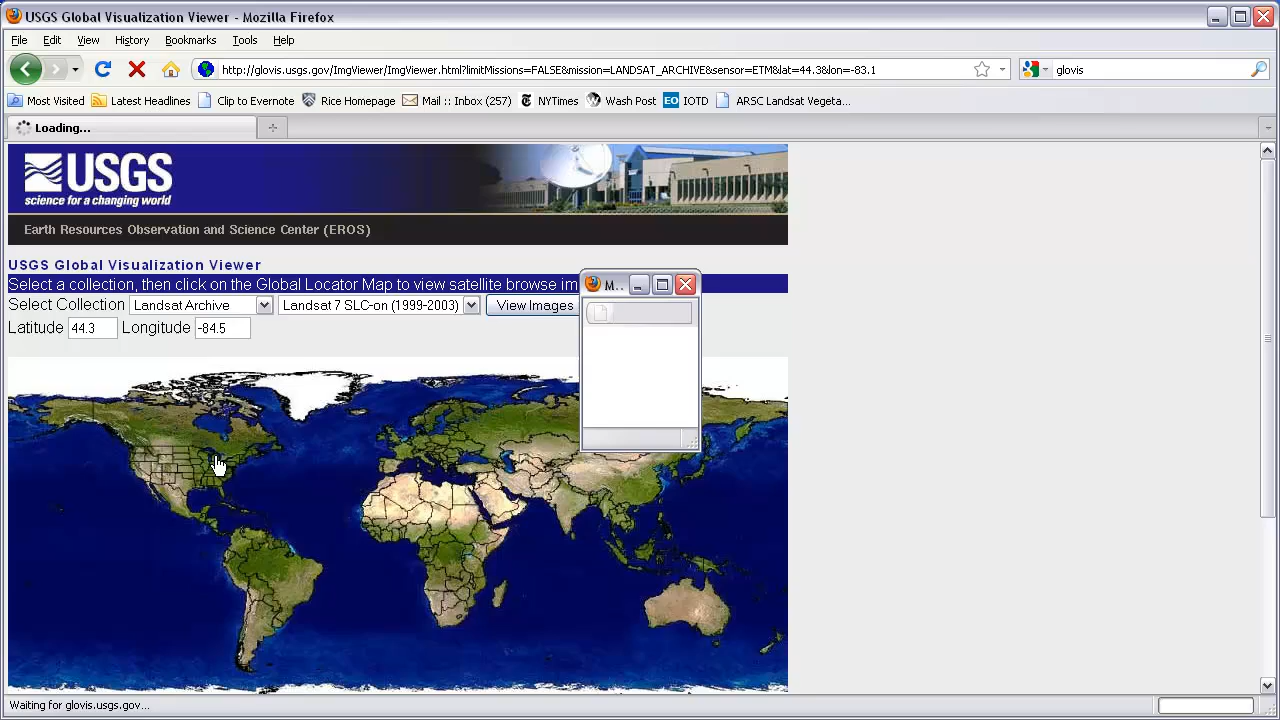 USGS Global Visualization Viewer - Mozilla Firefox
File Edit View History Bookmarks Tools Help
http://glovis.usgs.gov/ImgViewer/ImgViewer.html?limitMissions=FALSE&mission=LANDSAT_ARCHIVE&sensor=ETM&lat=44.3&lon=-83.1 glovis
Most Visited Latest Headlines Clip to Evernote Rice Homepage Mail :: Inbox (257) NYTimes Wash Post EO IOTD ARSC Landsat Vegeta...
Loading...
USGS
science for a changing world
Earth Resources Observation and Science Center (EROS)
USGS Global Visualization Viewer
M..
Select a collection, then click on the Global Locator Map to view satellite browse im
Select Collection Landsat Archive Landsat 7 SLC-on (1999-2003) View Images
Latitude 44.3 Longitude -84.5
Waiting for glovis.usgs.gov...